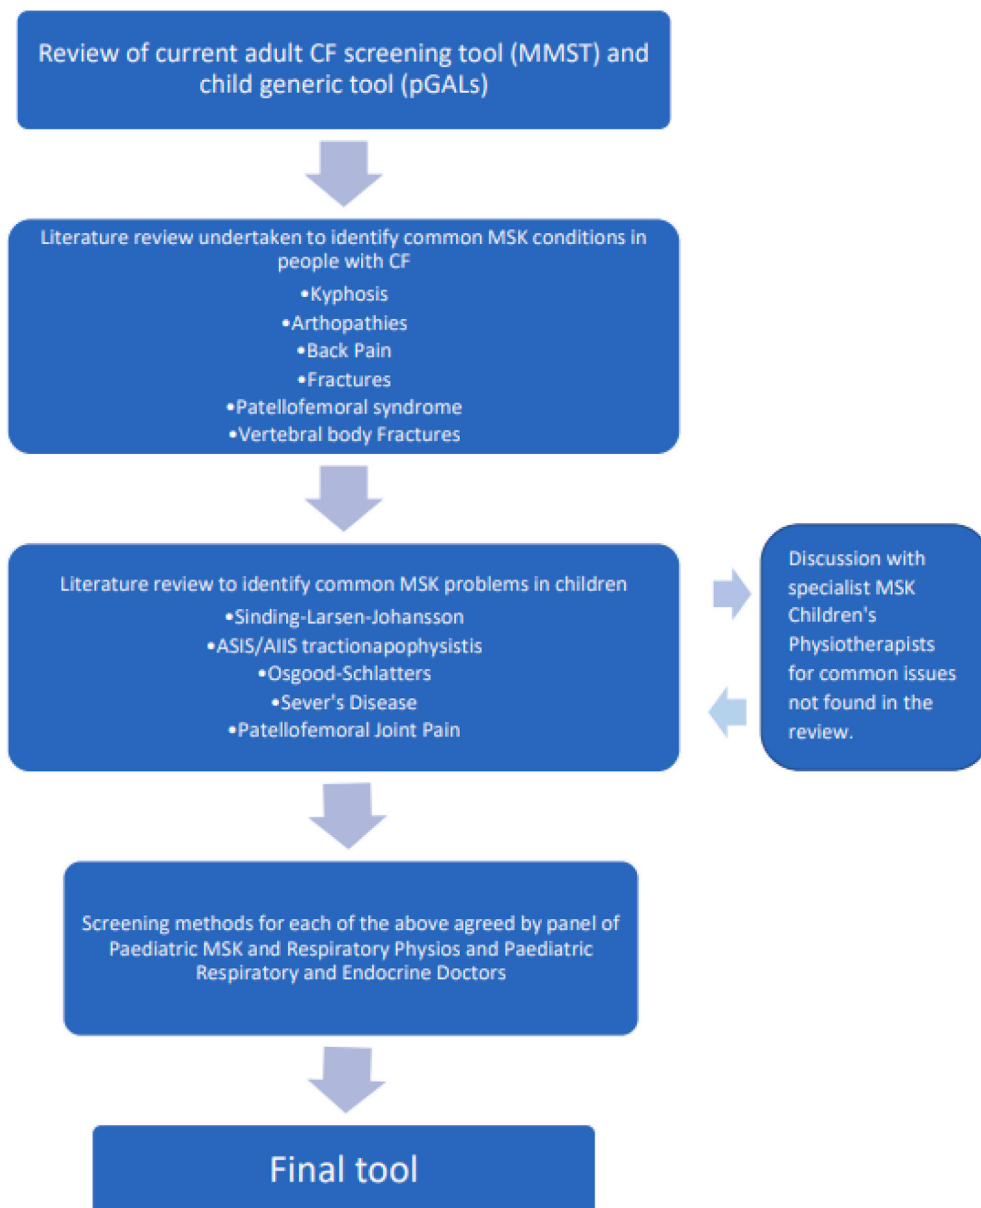 Review of current adult CF screening tool (MMST) and
child generic tool (pGALs)
Literature review undertaken to identify common MSK conditions in
people with CF
•Kyphosis
•Arthopathies
•Back Pain
•Fractures
•Patellofemoral syndrome
•Vertebral body Fractures
Literature review to identify common MSK problems in children
•Sinding-Larsen-Johansson
•ASIS/AIIS tractionapophysistis
•Osgood-Schlatters
•Sever's Disease
•Patellofemoral Joint Pain
Discussion with
specialist MSK
Children's
Physiotherapists
for common issues
not found in the
review.
Screening methods for each of the above agreed by panel of
Paediatric MSK and Respiratory Physios and Paediatric
Respiratory and Endocrine Doctors
Final tool